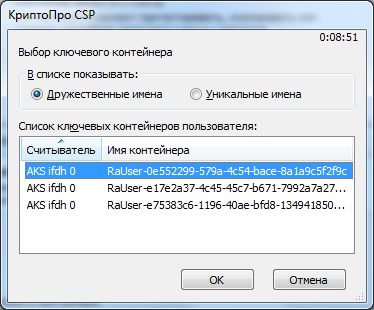 КриптоПро CSP
0:08:51
Выбор ключевого контейнера
В списке показывать:
Дружественные имена Уникальные имена
Список ключевых контейнеров пользователя:
Считыватель Имя контейнера
AKS ifdh 0 RaUser-0e552299-579a-4c54-bace-8a1a9c5f2f9c
AKS ifdh 0 RaUser-e17e2a37-4c45-45c7-b671-7992a7a27...
AKS ifdh 0 RaUser-e75383c6-1196-40ae-bfd8-134941850...
OK Отмена